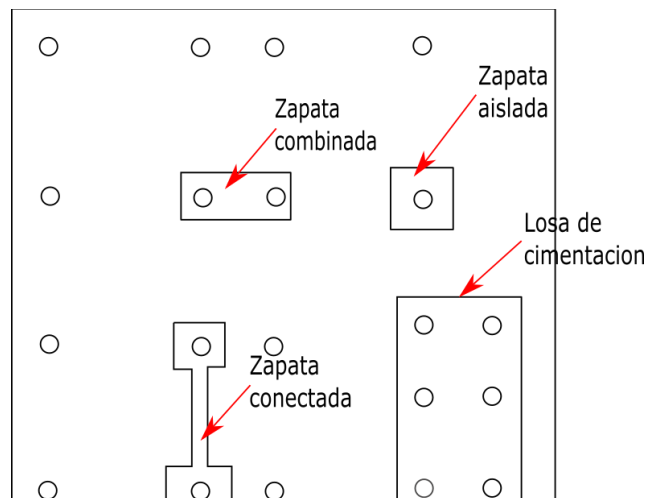 Zapata
aislada
Zapata
combinada
Losa de
cimentacion
Zapata
conectada